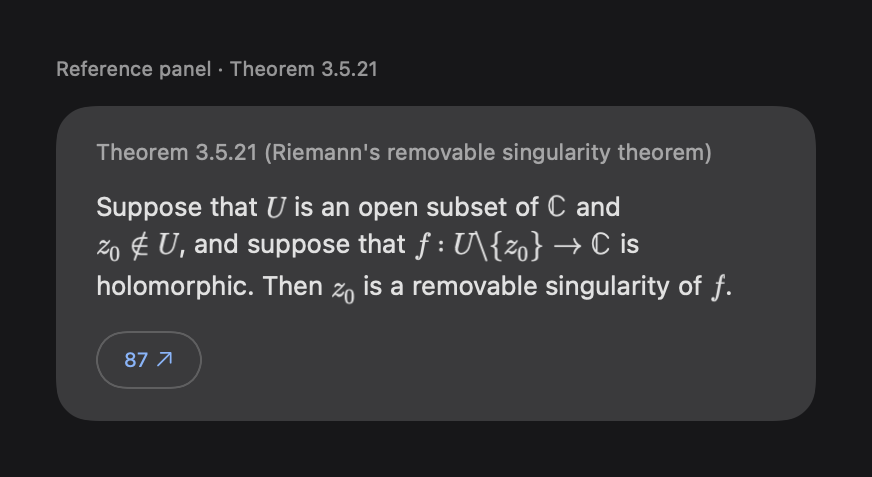 Reference panel · Theorem 3.5.21
Theorem 3.5.21 (Riemann's removable singularity theorem)
Suppose that U is an open subset of ℂ and
z₀ ∉ U, and suppose that f : U\{z₀} → ℂ is
holomorphic. Then z₀ is a removable singularity of f.
87 ↗